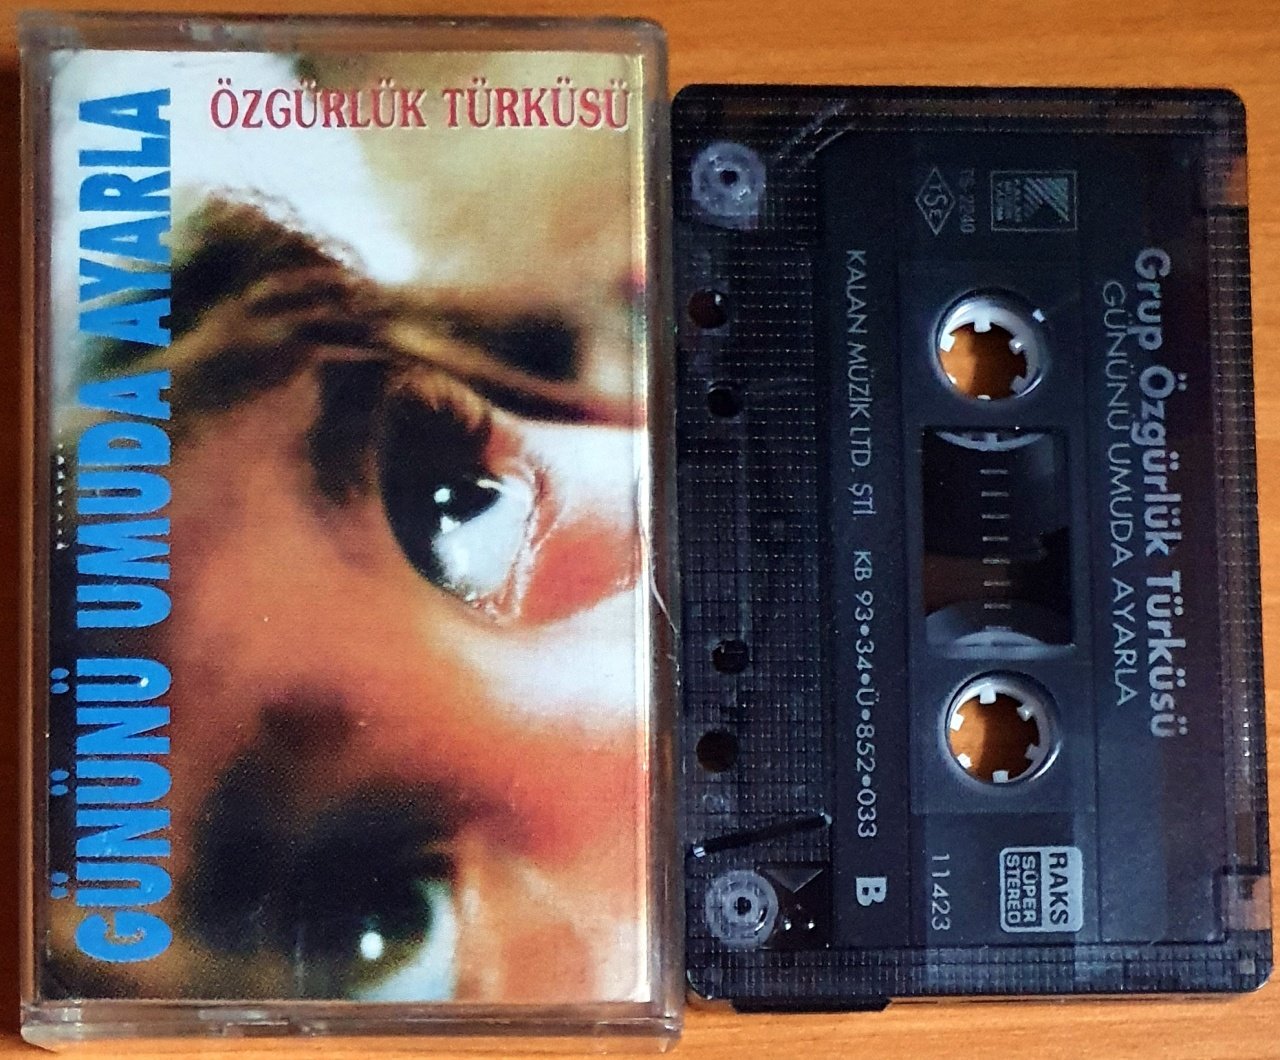 ÖZGÜRLÜK TÜRKÜSÜ
GÜNÜNÜ UMUDA AYARLA
Grup Özgürlük Türküsü
GÜNÜNÜ UMUDA AYARLA
TSE
RAKS
SÜPER
STEREO
11423
KALAN MÜZİK LTD. ŞTİ. KB 93•34•Ü•852•033
B